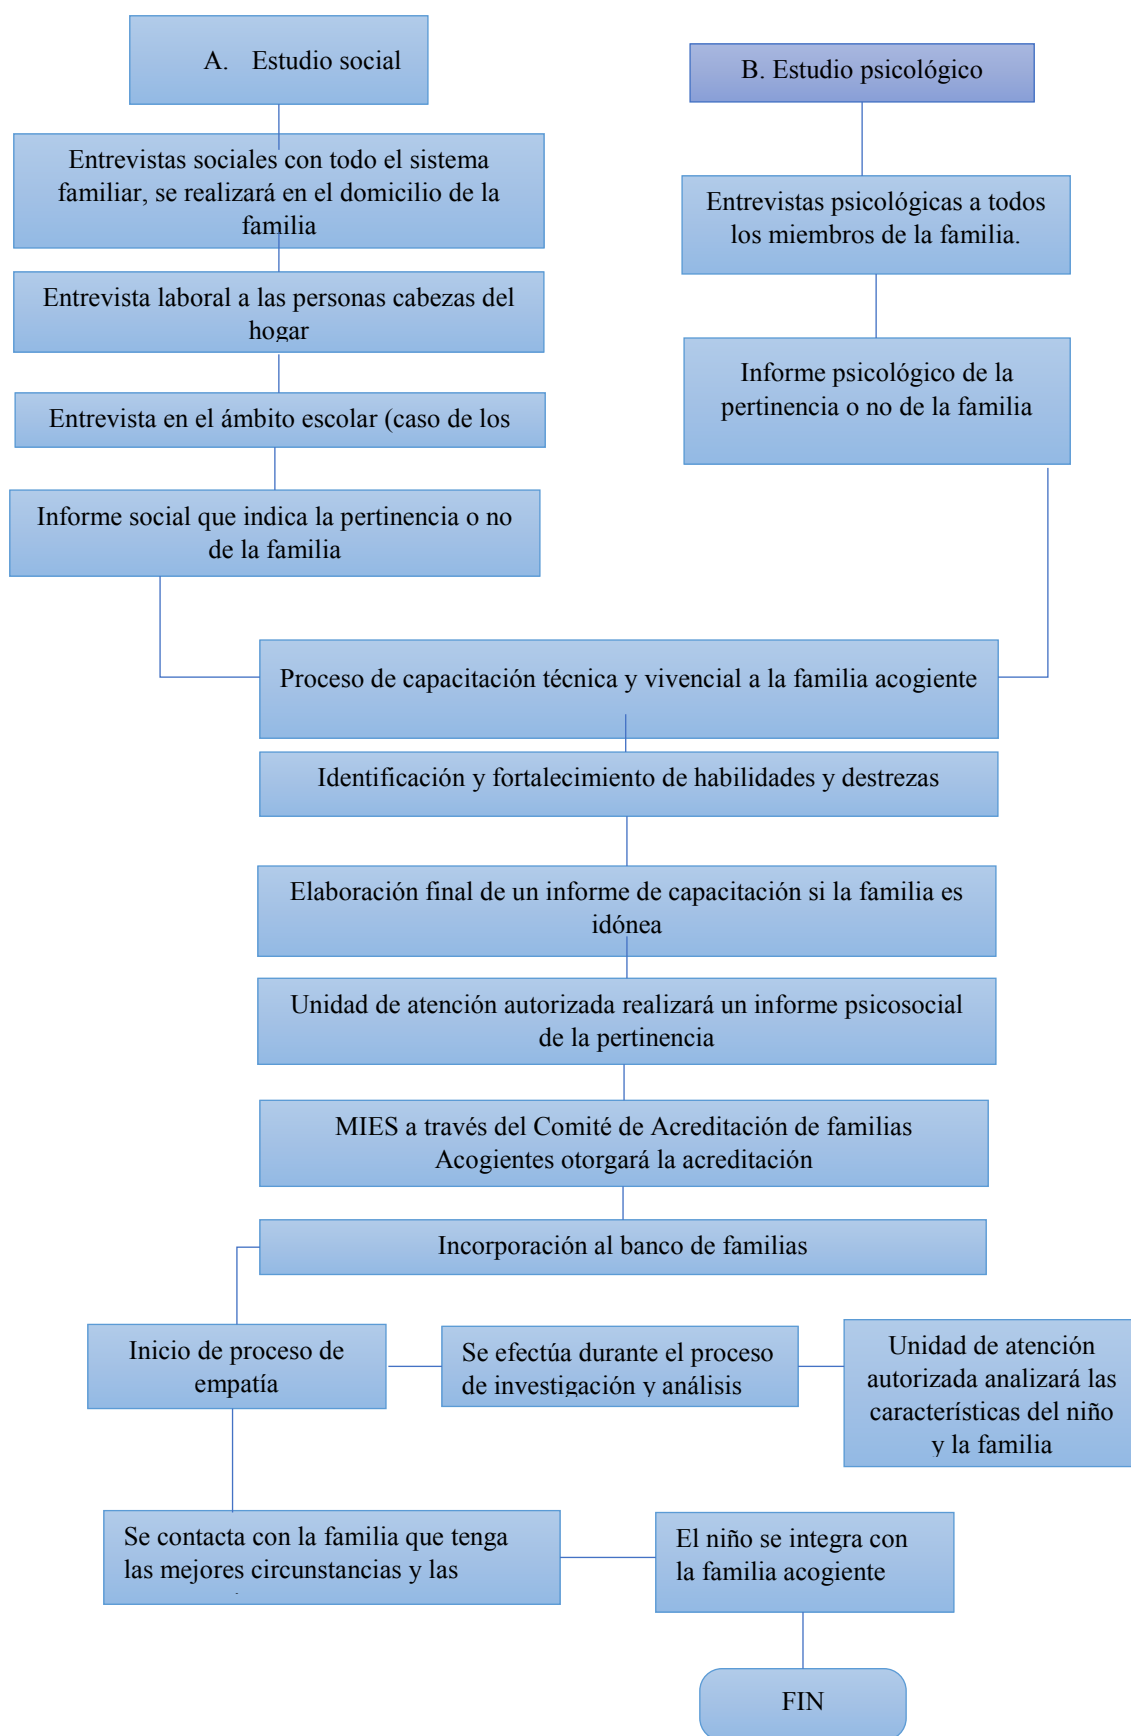 A. Estudio social
Entrevistas sociales con todo el sistema
familiar, se realizará en el domicilio de la
familia
Entrevista laboral a las personas cabezas del
hogar
Entrevista en el ámbito escolar (caso de los
Informe social que indica la pertinencia o no
de la familia
B. Estudio psicológico
Entrevistas psicológicas a todos
los miembros de la familia.
Informe psicológico de la
pertinencia o no de la familia
Proceso de capacitación técnica y vivencial a la familia acogiente
Identificación y fortalecimiento de habilidades y destrezas
Elaboración final de un informe de capacitación si la familia es
idónea
Unidad de atención autorizada realizará un informe psicosocial
de la pertinencia
MIES a través del Comité de Acreditación de familias
Acogientes otorgará la acreditación
Incorporación al banco de familias
Inicio de proceso de
empatía
Se efectúa durante el proceso
de investigación y análisis
Unidad de atención
autorizada analizará las
características del niño
y la familia
Se contacta con la familia que tenga
las mejores circunstancias y las
El niño se integra con
la familia acogiente
FIN